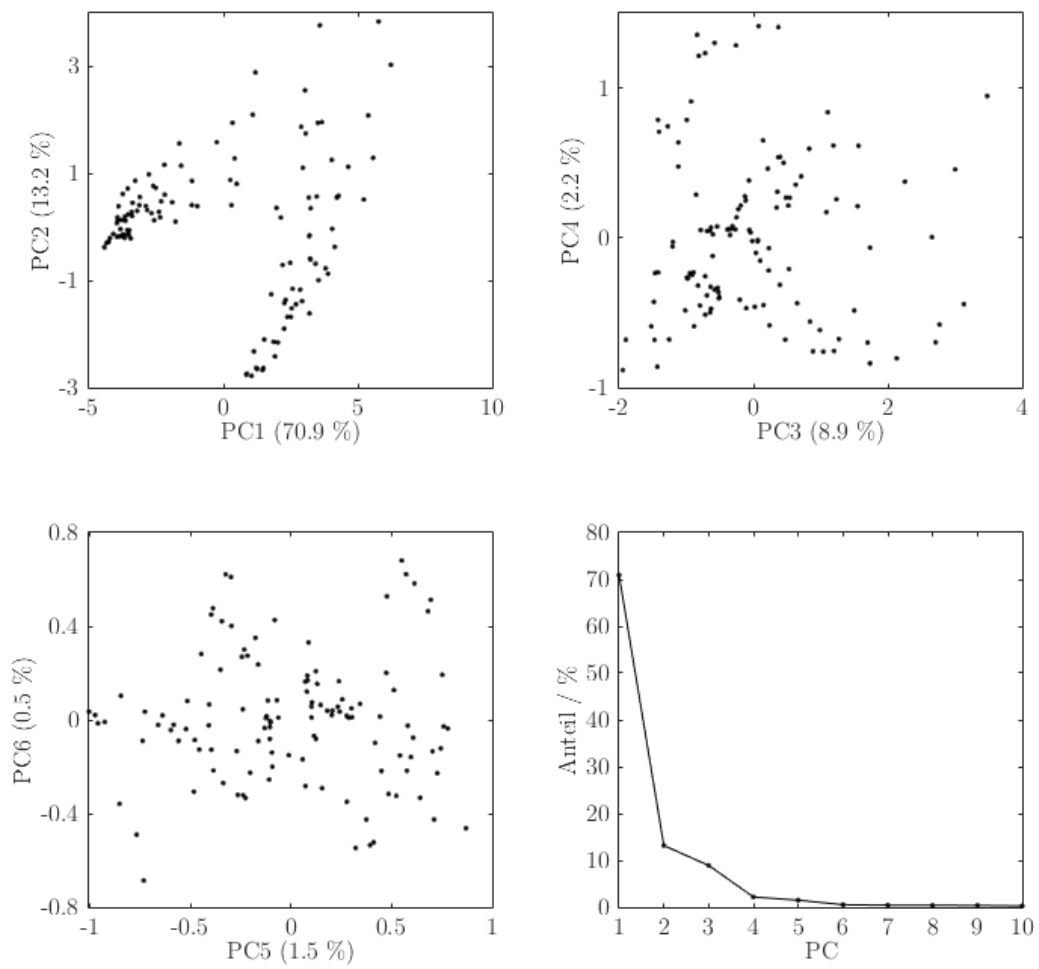 3
1
-1
-3
PC2 (13.2 %)
-5 0 5 10
PC1 (70.9 %)
1
0
-1
PC4 (2.2 %)
-2 0 2 4
PC3 (8.9 %)
0.8
0.4
0
-0.4
-0.8
PC6 (0.5 %)
-1 -0.5 0 0.5 1
PC5 (1.5 %)
80
70
60
50
40
30
20
10
0
Anteil / %
1 2 3 4 5 6 7 8 9 10
PC